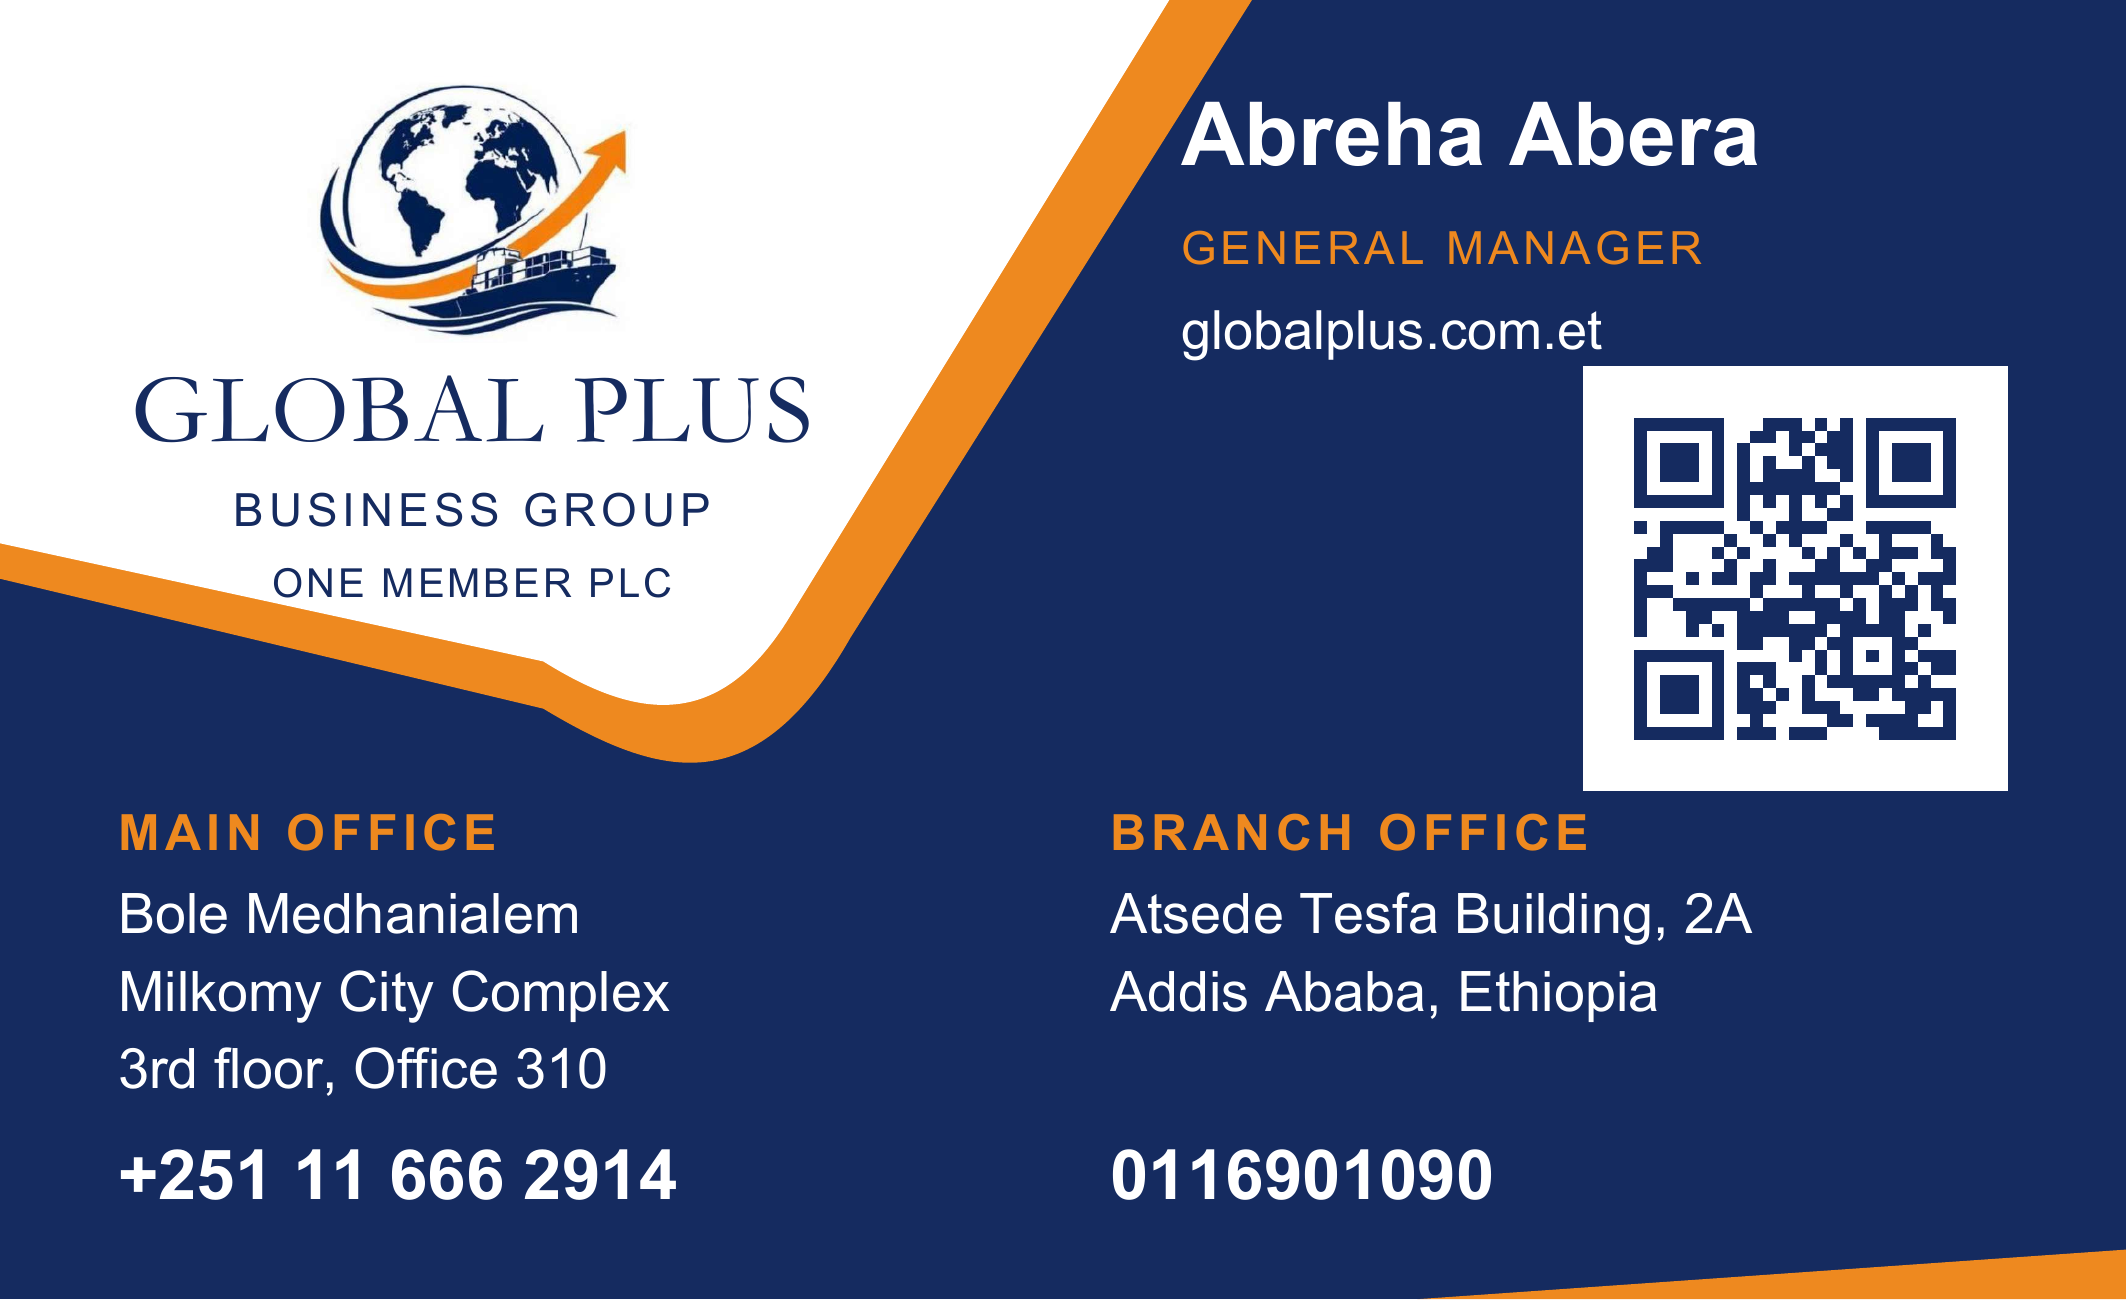 GLOBAL PLUS
BUSINESS GROUP
ONE MEMBER PLC
Abreha Abera
GENERAL MANAGER
globalplus.com.et
MAIN OFFICE
Bole Medhanialem
Milkomy City Complex
3rd floor, Office 310
+251 11 666 2914
BRANCH OFFICE
Atsede Tesfa Building, 2A
Addis Ababa, Ethiopia
0116901090